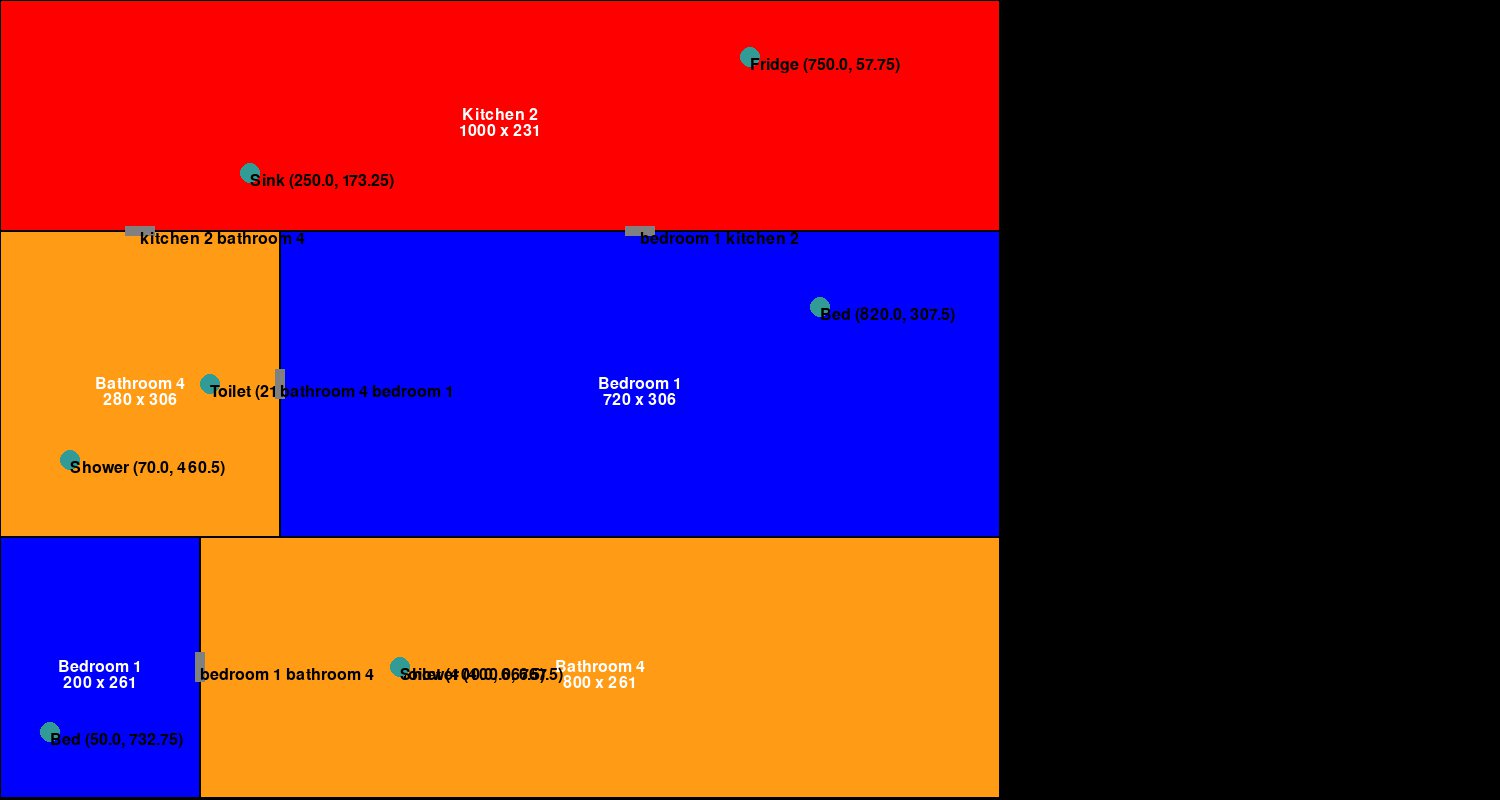 Fridge (750.0, 57.75)
Kitchen 2
1000 x 231
Sink (250.0, 173.25)
kitchen 2 bathroom 4
bedroom 1 kitchen 2
Bed (820.0, 307.5)
Bathroom 4
280 x 306
Toilet (21
bathroom 4 bedroom 1
Bedroom 1
720 x 306
Shower (70.0, 460.5)
Bedroom 1
200 x 261
bedroom 1 bathroom 4
Bathroom 4
800 x 261
Bed (50.0, 732.75)